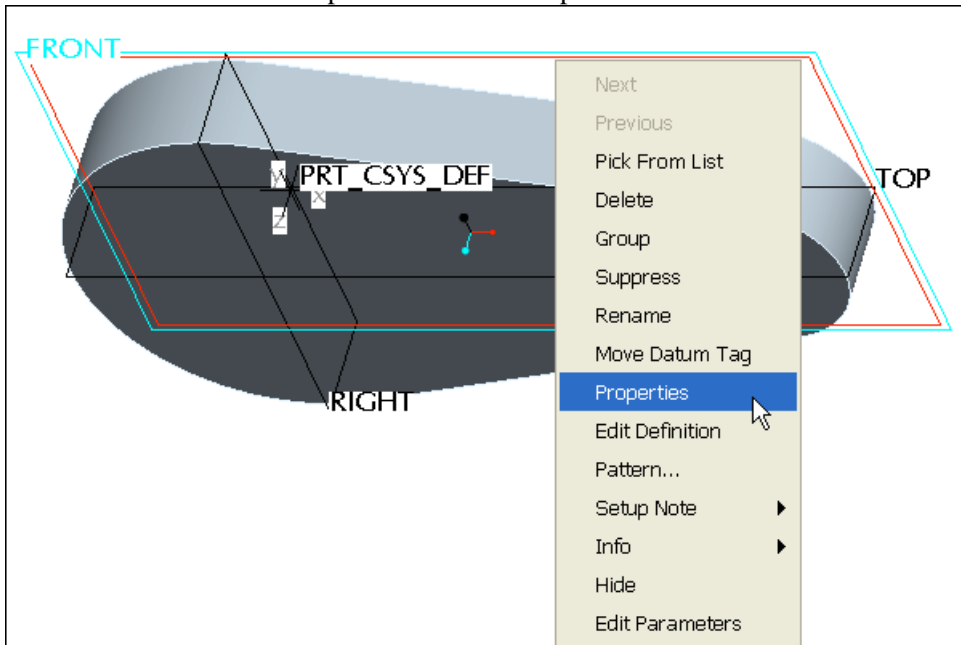 FRONT
Next
Previous
Pick From List
Y
PRT_CSYS_DEF
TOP
X
Delete
Z
Group
Suppress
Rename
Move Datum Tag
Properties
RIGHT
Edit Definition
Pattern...
Setup Note
Info
Hide
Edit Parameters